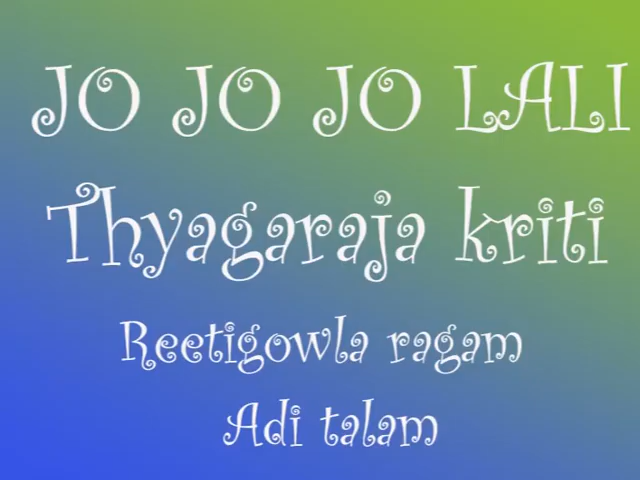 JO JO JO LALI
Thyagaraja kriti
Reetigowla ragam
Adi talam